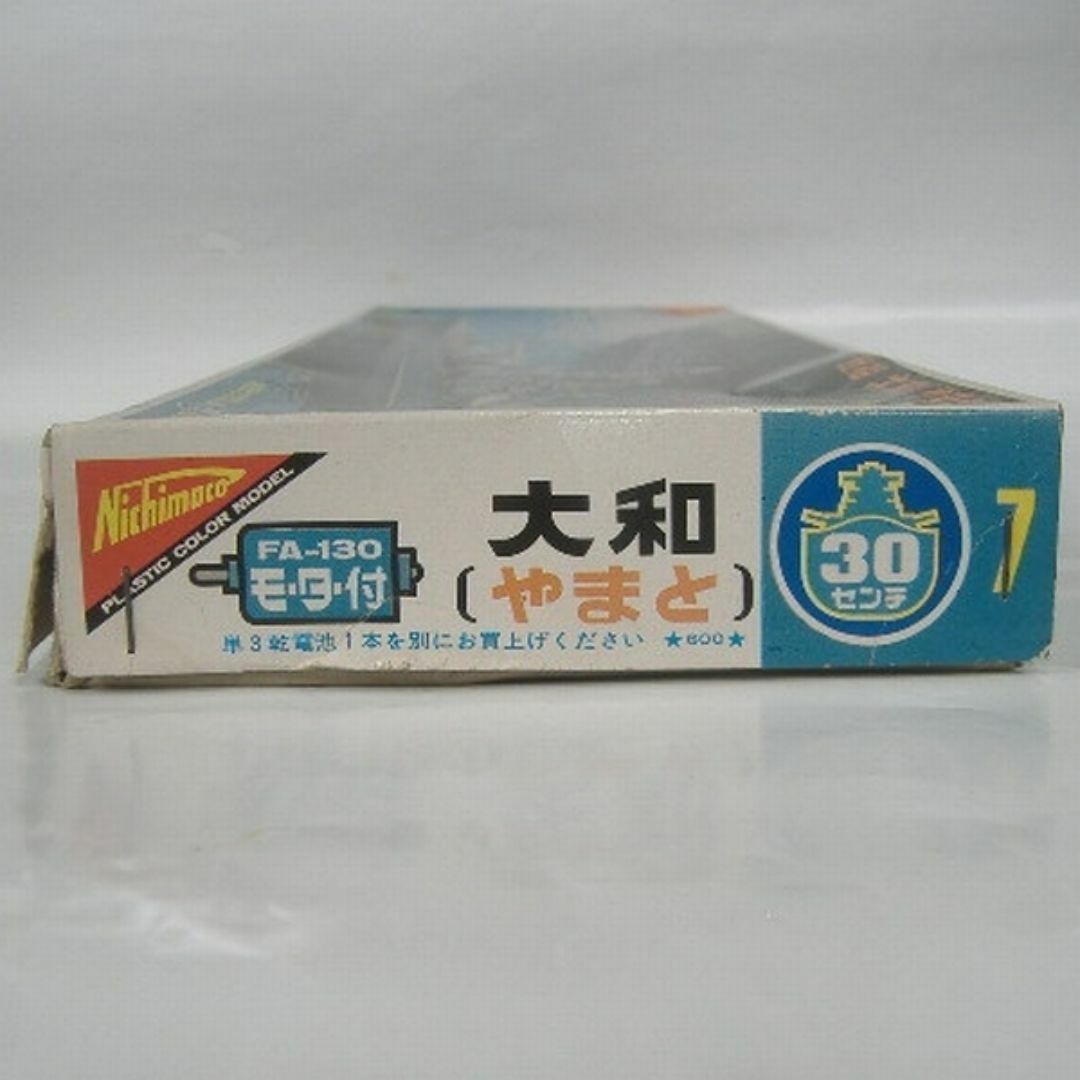 Nichimoco
PLASTIC COLOR MODEL
FA-130
モ・タ・付
大和
(やまと)
単3乾電池1本を別にお買上げください ★600★
30
センチ
7